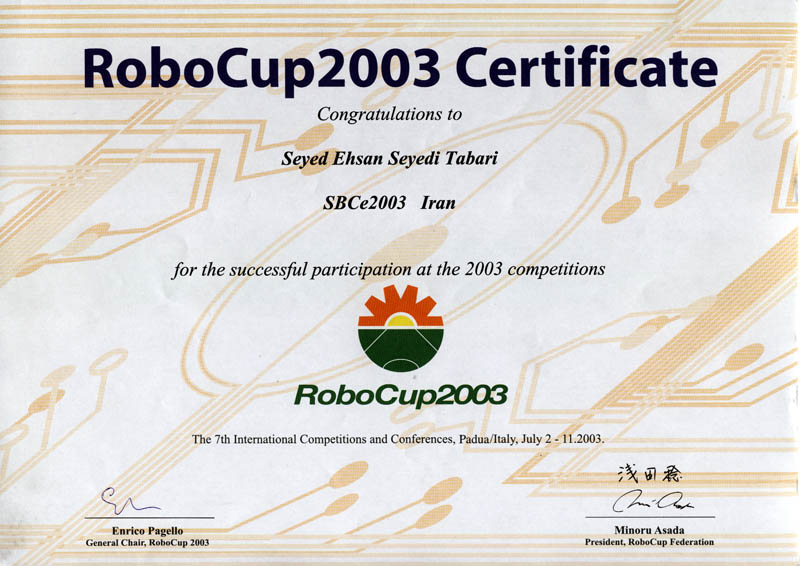 RoboCup2003 Certificate
Congratulations to
Seyed Ehsan Seyedi Tabari
SBCe2003 Iran
for the successful participation at the 2003 competitions
RoboCup2003
The 7th International Competitions and Conferences, Padua/Italy, July 2 - 11.2003.
浅田稔
Enrico Pagello
General Chair, RoboCup 2003
Minoru Asada
President, RoboCup Federation